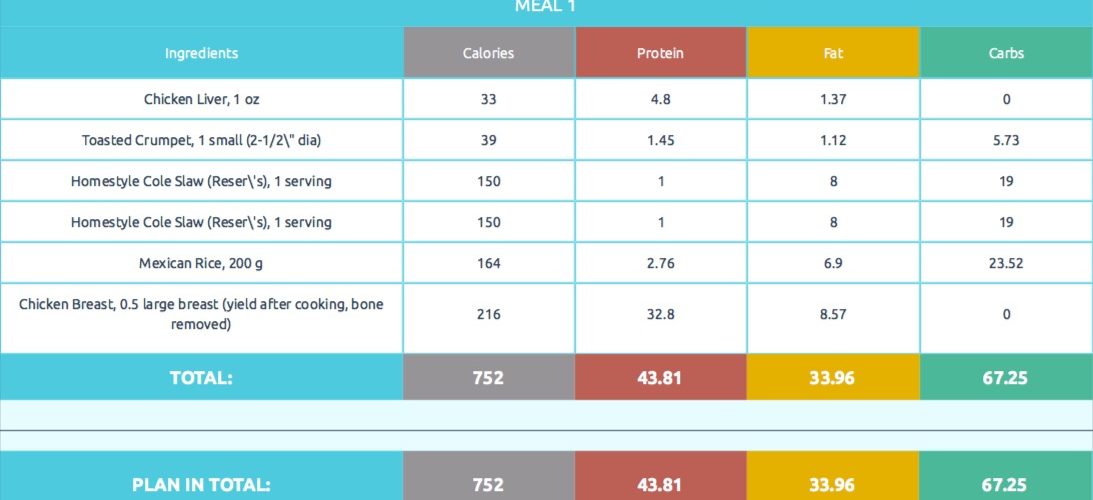 MEAL 1
Ingredients Calories Protein Fat Carbs
Chicken Liver, 1 oz 33 4.8 1.37 0
Toasted Crumpet, 1 small (2-1/2\" dia) 39 1.45 1.12 5.73
Homestyle Cole Slaw (Reser\'s), 1 serving 150 1 8 19
Homestyle Cole Slaw (Reser\'s), 1 serving 150 1 8 19
Mexican Rice, 200 g 164 2.76 6.9 23.52
Chicken Breast, 0.5 large breast (yield after cooking, bone
removed) 216 32.8 8.57 0
TOTAL: 752 43.81 33.96 67.25
PLAN IN TOTAL: 752 43.81 33.96 67.25